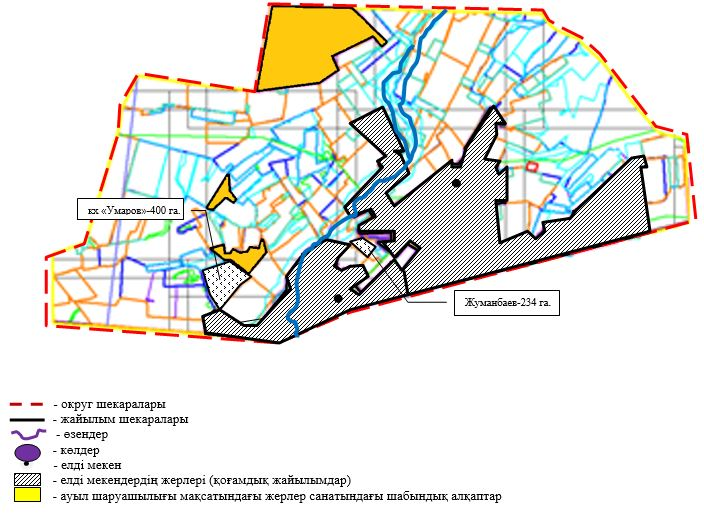 кх «Умаров»-400 га.
Жуманбаев-234 га.
- округ шекаралары
- жайылым шекаралары
- өзендер
- көлдер
- елді мекен
- елді мекендердің жерлері (қоғамдық жайылымдар)
- ауыл шаруашылығы мақсатындағы жерлер санатындағы шабындық алқаптар